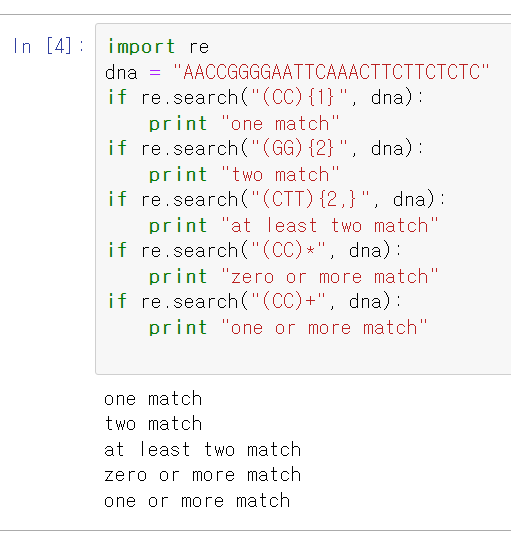 In [4]:
import re
dna = "AACCGGGGAATTCAAACTTCTTCTCTC"
if re.search("(CC){1}", dna):
    print "one match"
if re.search("(GG){2}", dna):
    print "two match"
if re.search("(CTT){2,}", dna):
    print "at least two match"
if re.search("(CC)*", dna):
    print "zero or more match"
if re.search("(CC)+", dna):
    print "one or more match"
one match
two match
at least two match
zero or more match
one or more match